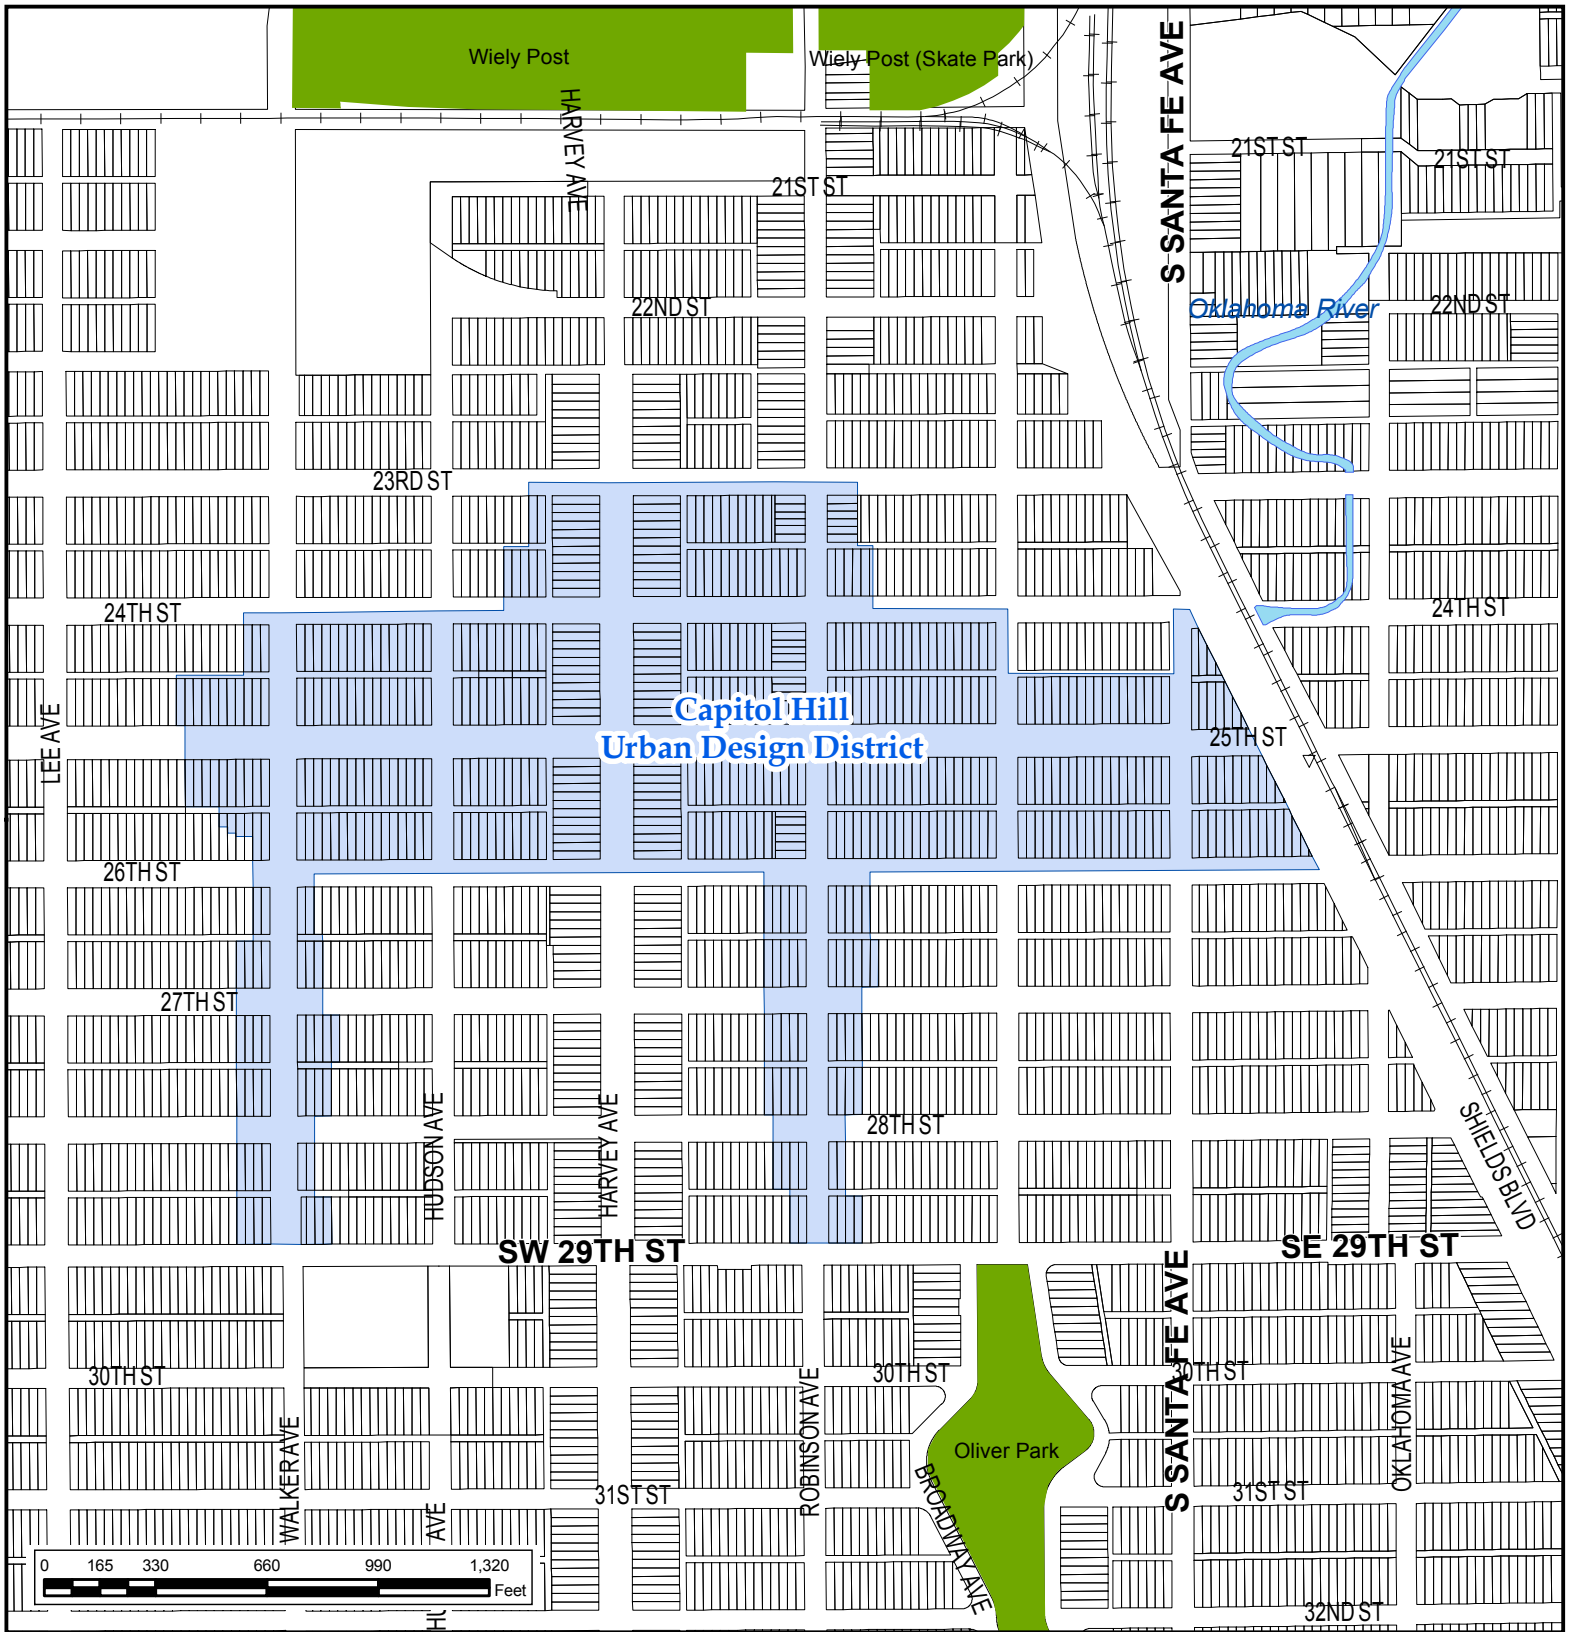 Wiely Post
Wiely Post (Skate Park)
S SANTA FE AVE
HARVEY AVE
21ST ST
21ST ST
21ST ST
22ND ST
Oklahoma River
22ND ST
23RD ST
24TH ST
24TH ST
LEE AVE
Capitol Hill
Urban Design District
25TH ST
26TH ST
27TH ST
HUDSON AVE
HARVEY AVE
28TH ST
SHIELDS BLVD
SW 29TH ST
SE 29TH ST
S SANTA FE AVE
30TH ST
30TH ST
30TH ST
WALKER AVE
ROBINSON AVE
Oliver Park
OKLAHOMA AVE
BROADWAY AVE
31ST ST
31ST ST
AVE
HU
0 165 330 660 990 1,320
Feet
32ND ST